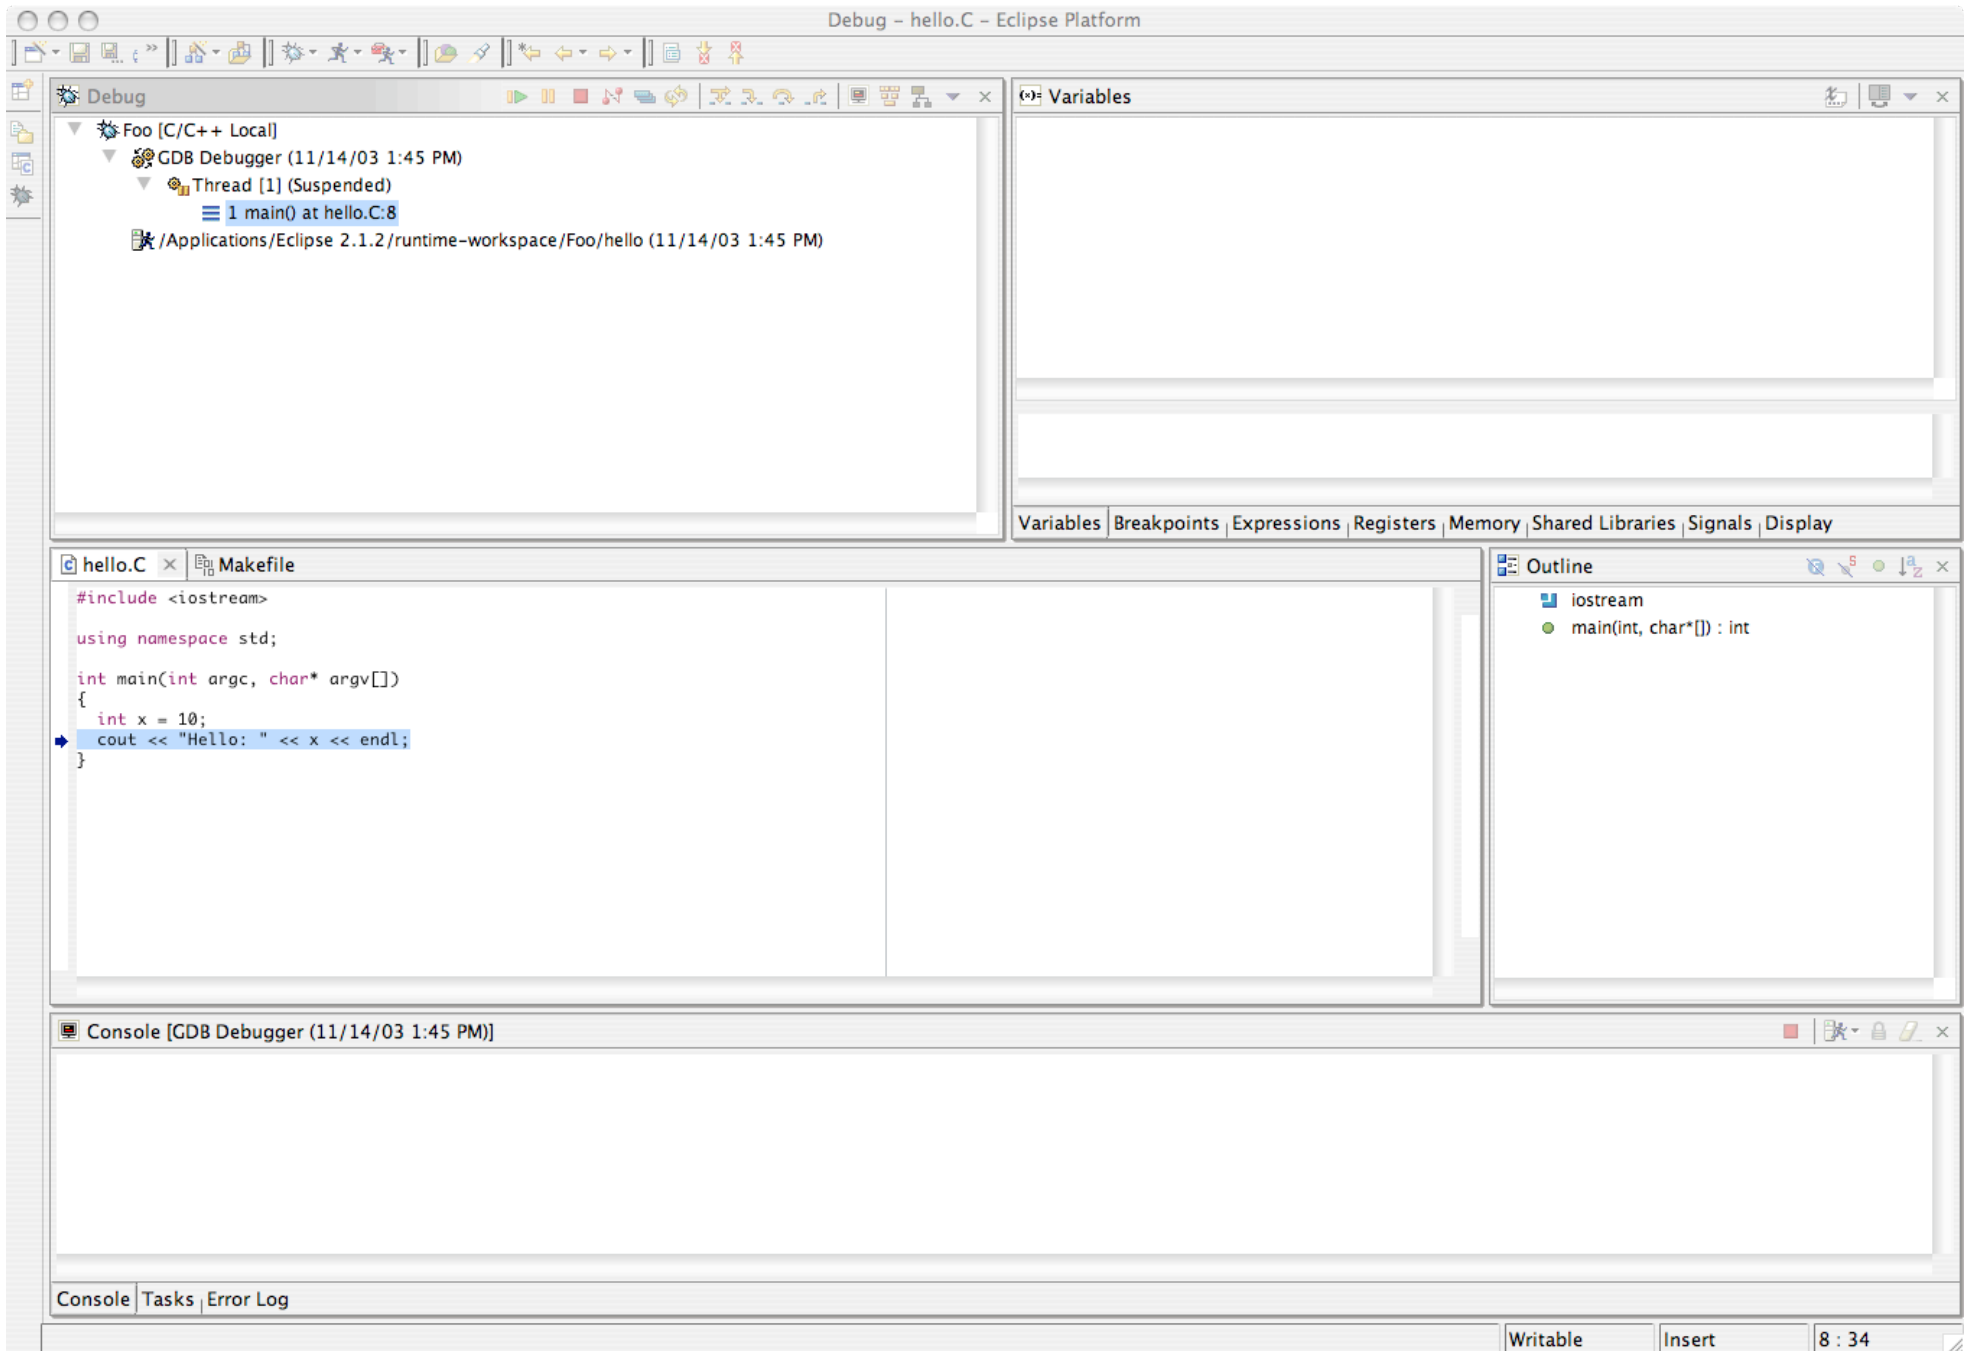 Debug – hello.C – Eclipse Platform
Debug
Foo [C/C++ Local]
GDB Debugger (11/14/03 1:45 PM)
Thread [1] (Suspended)
1 main() at hello.C:8
/Applications/Eclipse 2.1.2/runtime-workspace/Foo/hello (11/14/03 1:45 PM)
(x)= Variables
Variables Breakpoints Expressions Registers Memory Shared Libraries Signals Display
hello.C Makefile
#include <iostream>
using namespace std;
int main(int argc, char* argv[])
{
int x = 10;
cout << "Hello: " << x << endl;
}
Outline
iostream
main(int, char*[]) : int
Console [GDB Debugger (11/14/03 1:45 PM)]
Console Tasks Error Log
Writable Insert 8 : 34